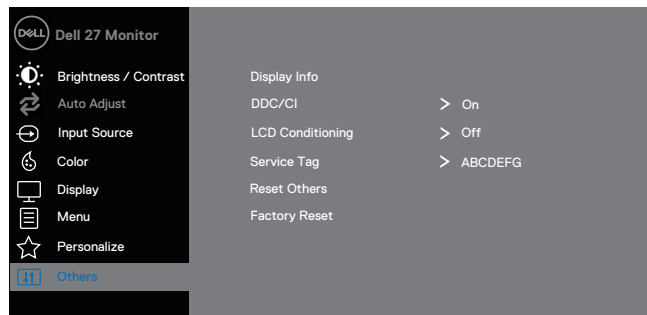 DELL Dell 27 Monitor
Brightness / Contrast
Auto Adjust
Input Source
Color
Display
Menu
Personalize
Others
Display Info
DDC/CI > On
LCD Conditioning > Off
Service Tag > ABCDEFG
Reset Others
Factory Reset